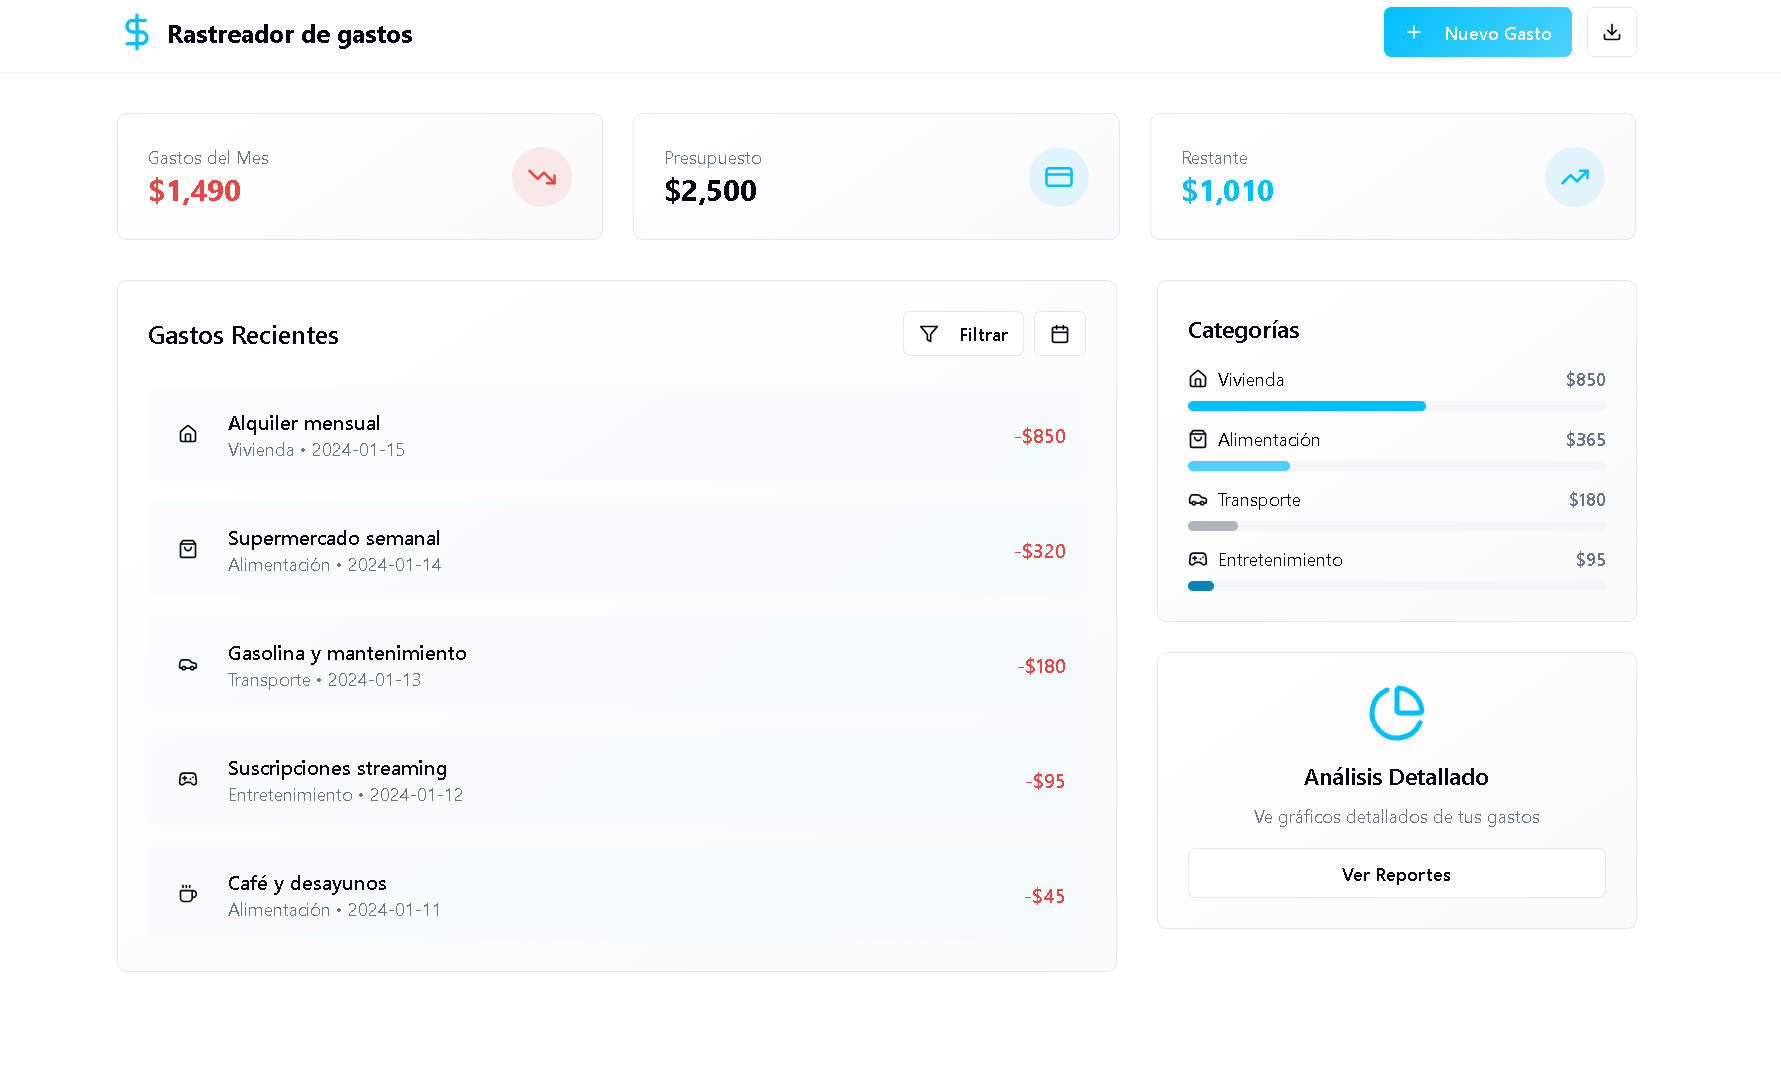 Rastreador de gastos
Nuevo Gasto
Gastos del Mes
$1,490
Presupuesto
$2,500
Restante
$1,010
Gastos Recientes
Filtrar
Alquiler mensual
Vivienda • 2024-01-15
-$850
Supermercado semanal
Alimentación • 2024-01-14
-$320
Gasolina y mantenimiento
Transporte • 2024-01-13
-$180
Suscripciones streaming
Entretenimiento • 2024-01-12
-$95
Café y desayunos
Alimentación • 2024-01-11
-$45
Categorías
Vivienda $850
Alimentación $365
Transporte $180
Entretenimiento $95
Análisis Detallado
Ve gráficos detallados de tus gastos
Ver Reportes